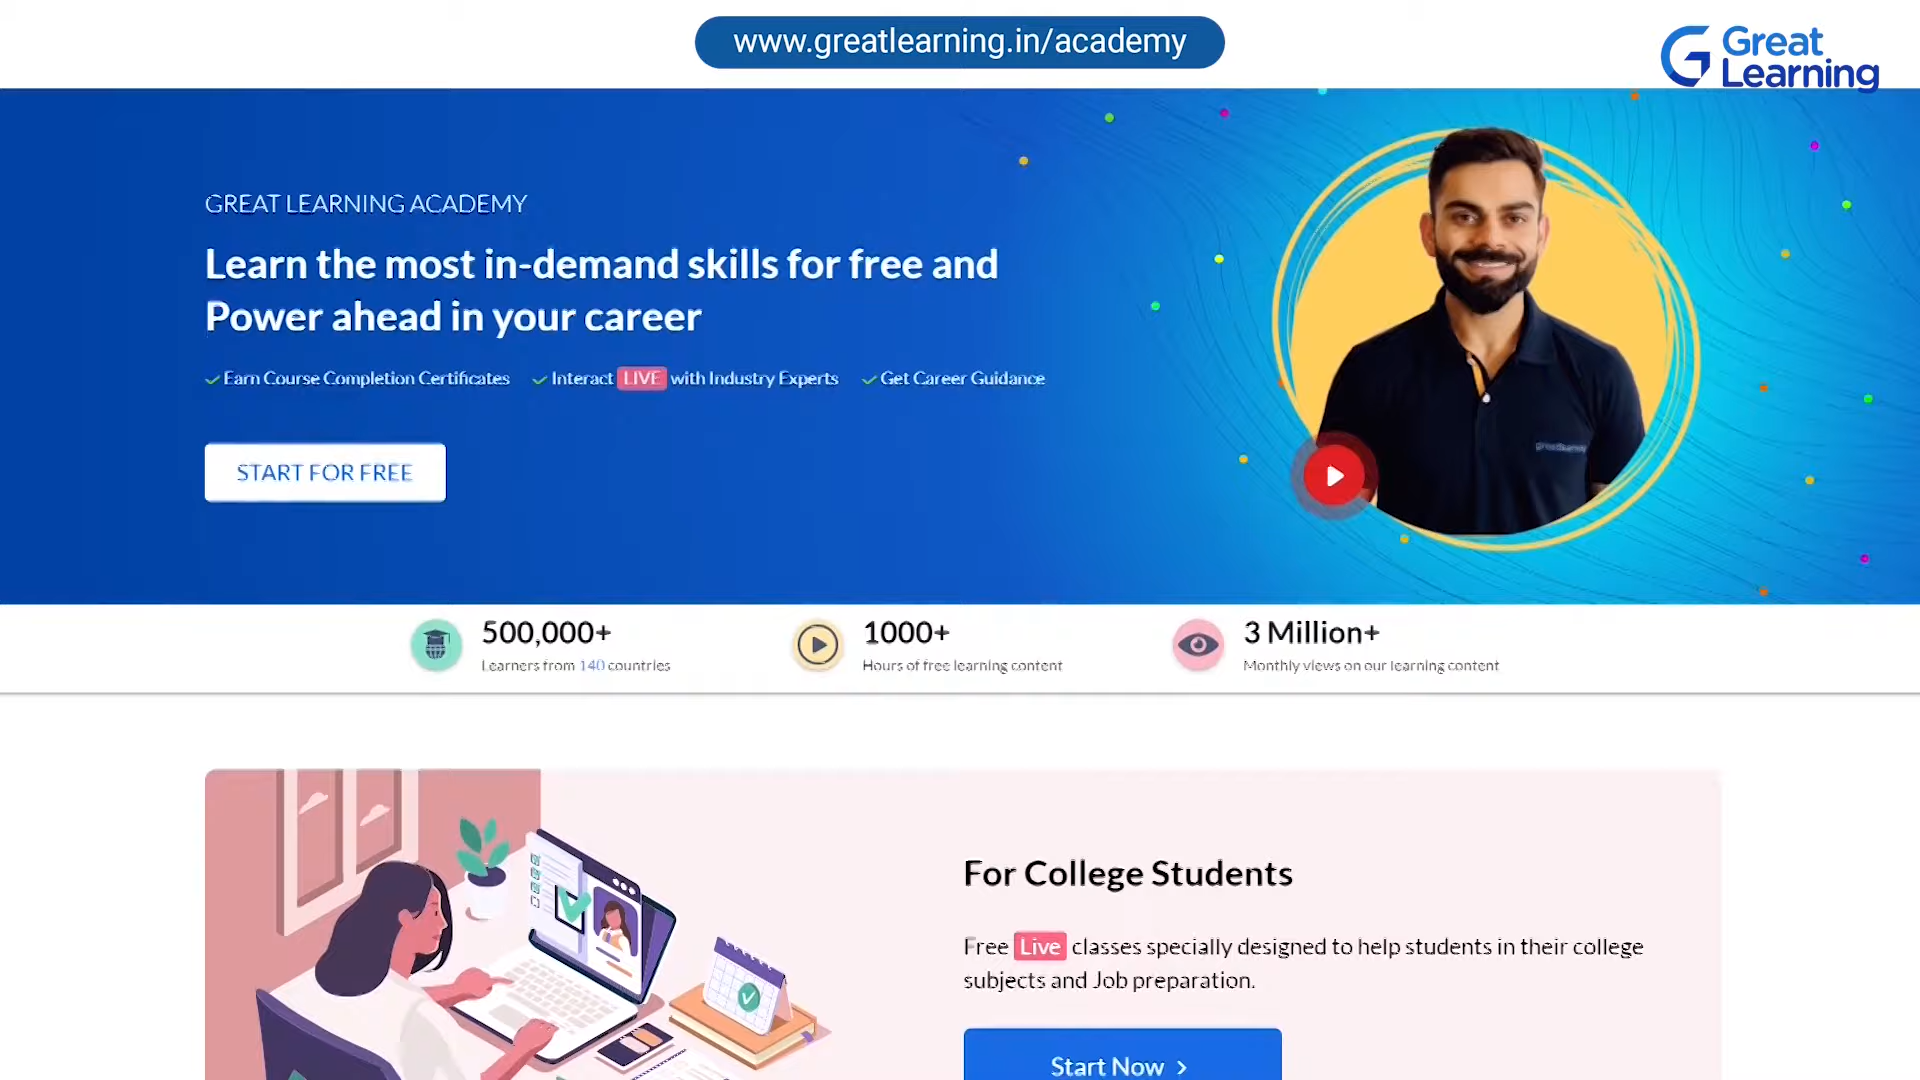 www.greatlearning.in/academy
Great
Learning
GREAT LEARNING ACADEMY
Learn the most in-demand skills for free and
Power ahead in your career
Earn Course Completion Certificates Interact LIVE with Industry Experts Get Career Guidance
greatlearning
START FOR FREE
500,000+
Learners from 140 countries
1000+
Hours of free learning content
3 Million+
Monthly views on our learning content
For College Students
Free Live classes specially designed to help students in their college
subjects and Job preparation.
Start Now >